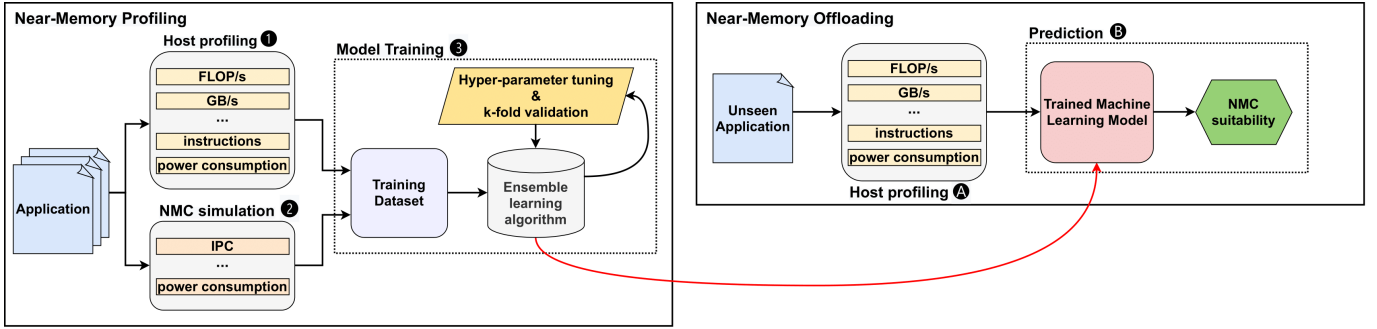 Near-Memory Profiling
Host profiling ❶
FLOP/s
GB/s
...
instructions
power consumption
Application
NMC simulation ❷
IPC
...
power consumption
Model Training ❸
Hyper-parameter tuning
&
k-fold validation
Training
Dataset
Ensemble
learning
algorithm
Near-Memory Offloading
Unseen
Application
FLOP/s
GB/s
...
instructions
power consumption
Host profiling Ⓐ
Prediction Ⓑ
Trained Machine
Learning Model
NMC
suitability